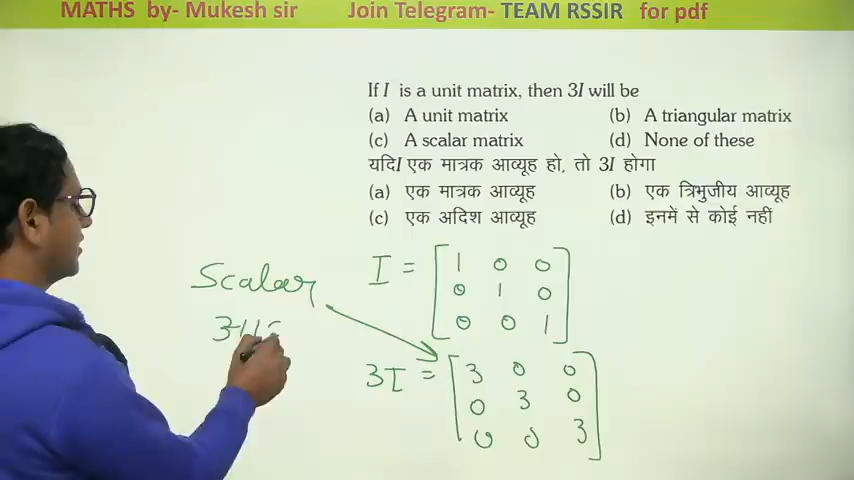 MATHS by- Mukesh sir Join Telegram- TEAM RSSIR for pdf
If I is a unit matrix, then 3I will be
(a) A unit matrix (b) A triangular matrix
(c) A scalar matrix (d) None of these
यदि I एक मात्रक आव्यूह हो, तो 3I होगा
(a) एक मात्रक आव्यूह (b) एक त्रिभुजीय आव्यूह
(c) एक अदिश आव्यूह (d) इनमें से कोई नहीं
Scalar
I = [1 0 0
0 1 0
0 0 1]
3I = [3 0 0
0 3 0
0 0 3]